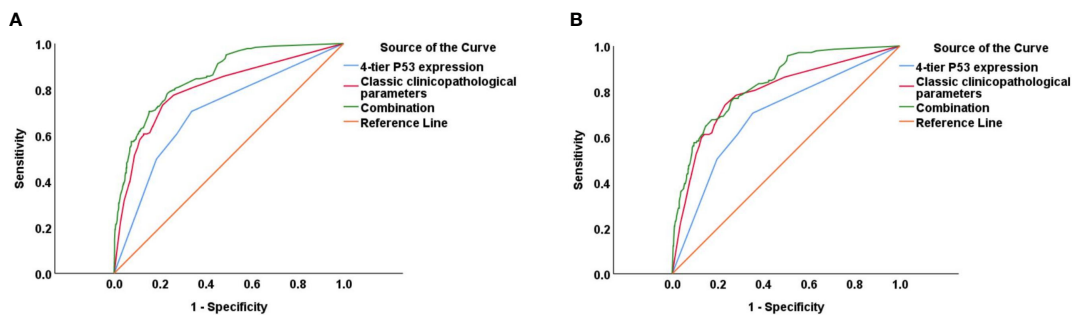 A
Sensitivity
1.0
0.8
0.6
0.4
0.2
0.0
0.0 0.2 0.4 0.6 0.8 1.0
1 - Specificity
Source of the Curve
4-tier P53 expression
Classic clinicopathological
parameters
Combination
Reference Line
B
Sensitivity
1.0
0.8
0.6
0.4
0.2
0.0
0.0 0.2 0.4 0.6 0.8 1.0
1 - Specificity
Source of the Curve
4-tier P53 expression
Classic clinicopathological
parameters
Combination
Reference Line